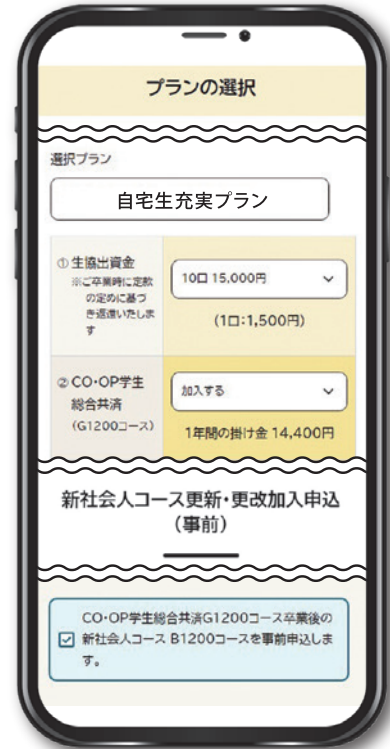 プランの選択
選択プラン
自宅生充実プラン
① 生協出資金
※ご卒業時に定款
の定めに基づ
き返還いたしま
す
10口 15,000円
(1口:1,500円)
② CO・OP学生
総合共済
(G1200コース)
加入する
1年間の掛け金 14,400円
新社会人コース更新・更改加入申込
(事前)
CO・OP学生総合共済G1200コース卒業後の
新社会人コース B1200コースを事前申込しま
す。